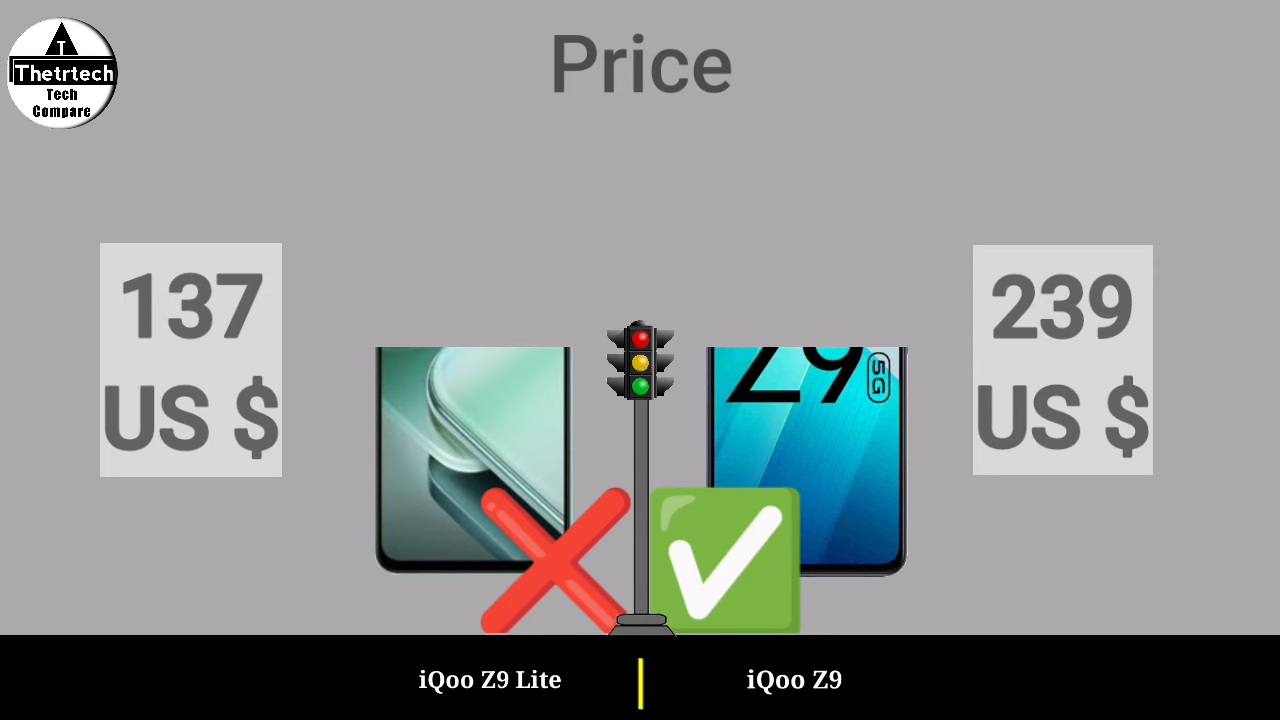 T
Thetrtech
Tech
Compare
Price
137
US $
239
US $
Z9
5G
iQoo Z9 Lite
iQoo Z9